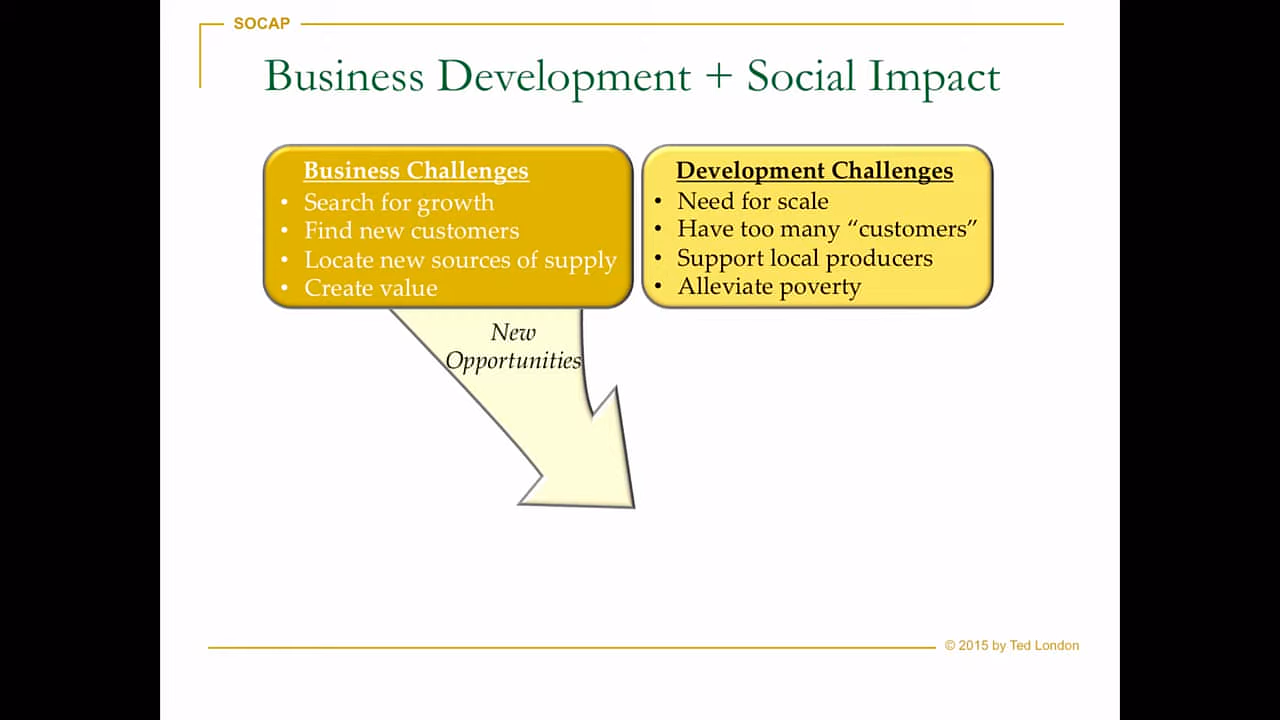 SOCAP
Business Development + Social Impact
Business Challenges
• Search for growth
• Find new customers
• Locate new sources of supply
• Create value
Development Challenges
• Need for scale
• Have too many “customers”
• Support local producers
• Alleviate poverty
New
Opportunities
© 2015 by Ted London